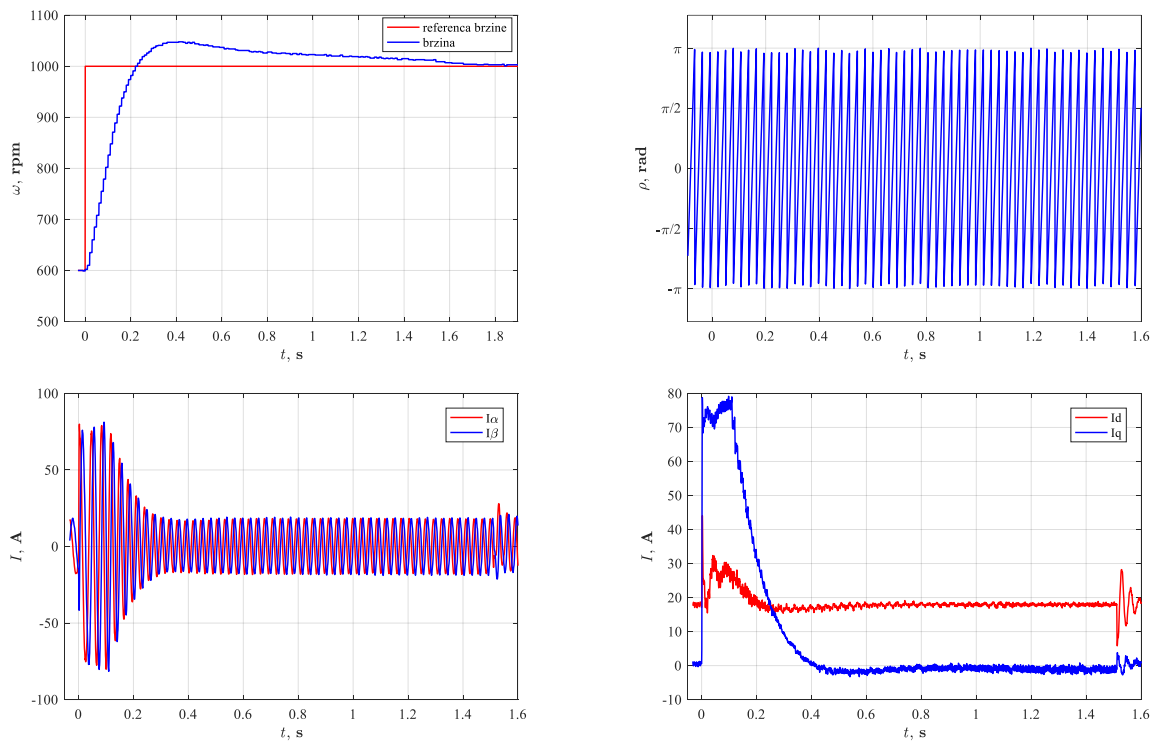 1100
1000
900
800
700
600
500
ω, rpm
referenca brzine
brzina
0 0.2 0.4 0.6 0.8 1 1.2 1.4 1.6 1.8
t, s
π
π/2
0
-π/2
-π
ρ, rad
0 0.2 0.4 0.6 0.8 1 1.2 1.4 1.6
t, s
100
50
0
-50
-100
I, A
Iα
Iβ
0 0.2 0.4 0.6 0.8 1 1.2 1.4 1.6
t, s
80
70
60
50
40
30
20
10
0
-10
I, A
Id
Iq
0 0.2 0.4 0.6 0.8 1 1.2 1.4 1.6
t, s